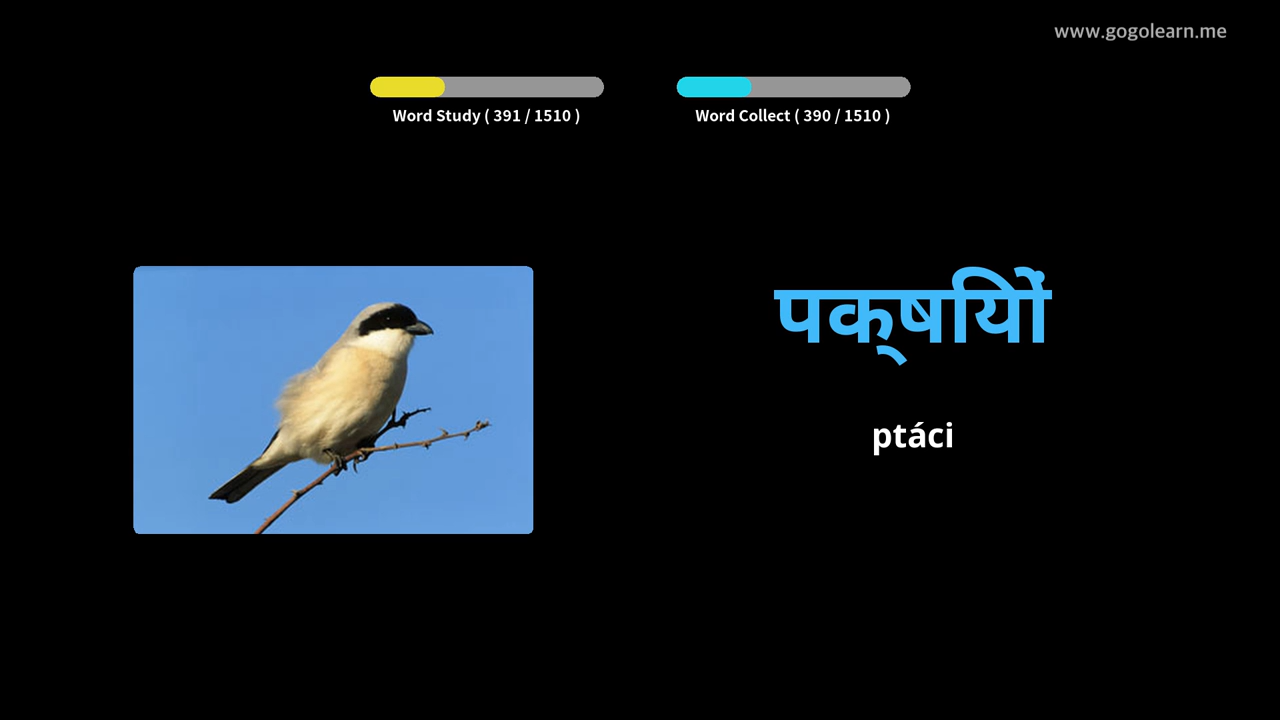 www.gogolearn.me
Word Study ( 391 / 1510 )
Word Collect ( 390 / 1510 )
पक्षियों
ptáci